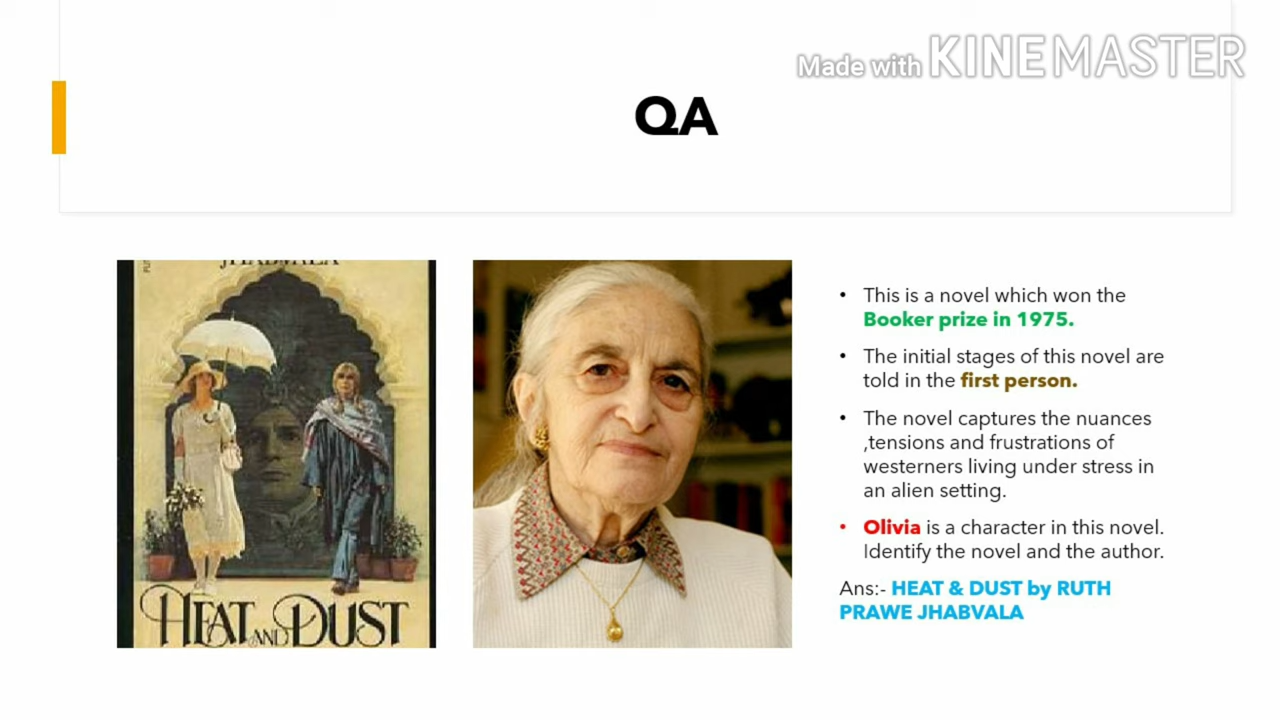 Made with KINEMASTER
QA
JHABVALA
HEAT AND DUST
• This is a novel which won the
Booker prize in 1975.
• The initial stages of this novel are
told in the first person.
• The novel captures the nuances
,tensions and frustrations of
westerners living under stress in
an alien setting.
• Olivia is a character in this novel.
Identify the novel and the author.
Ans:- HEAT & DUST by RUTH
PRAWE JHABVALA